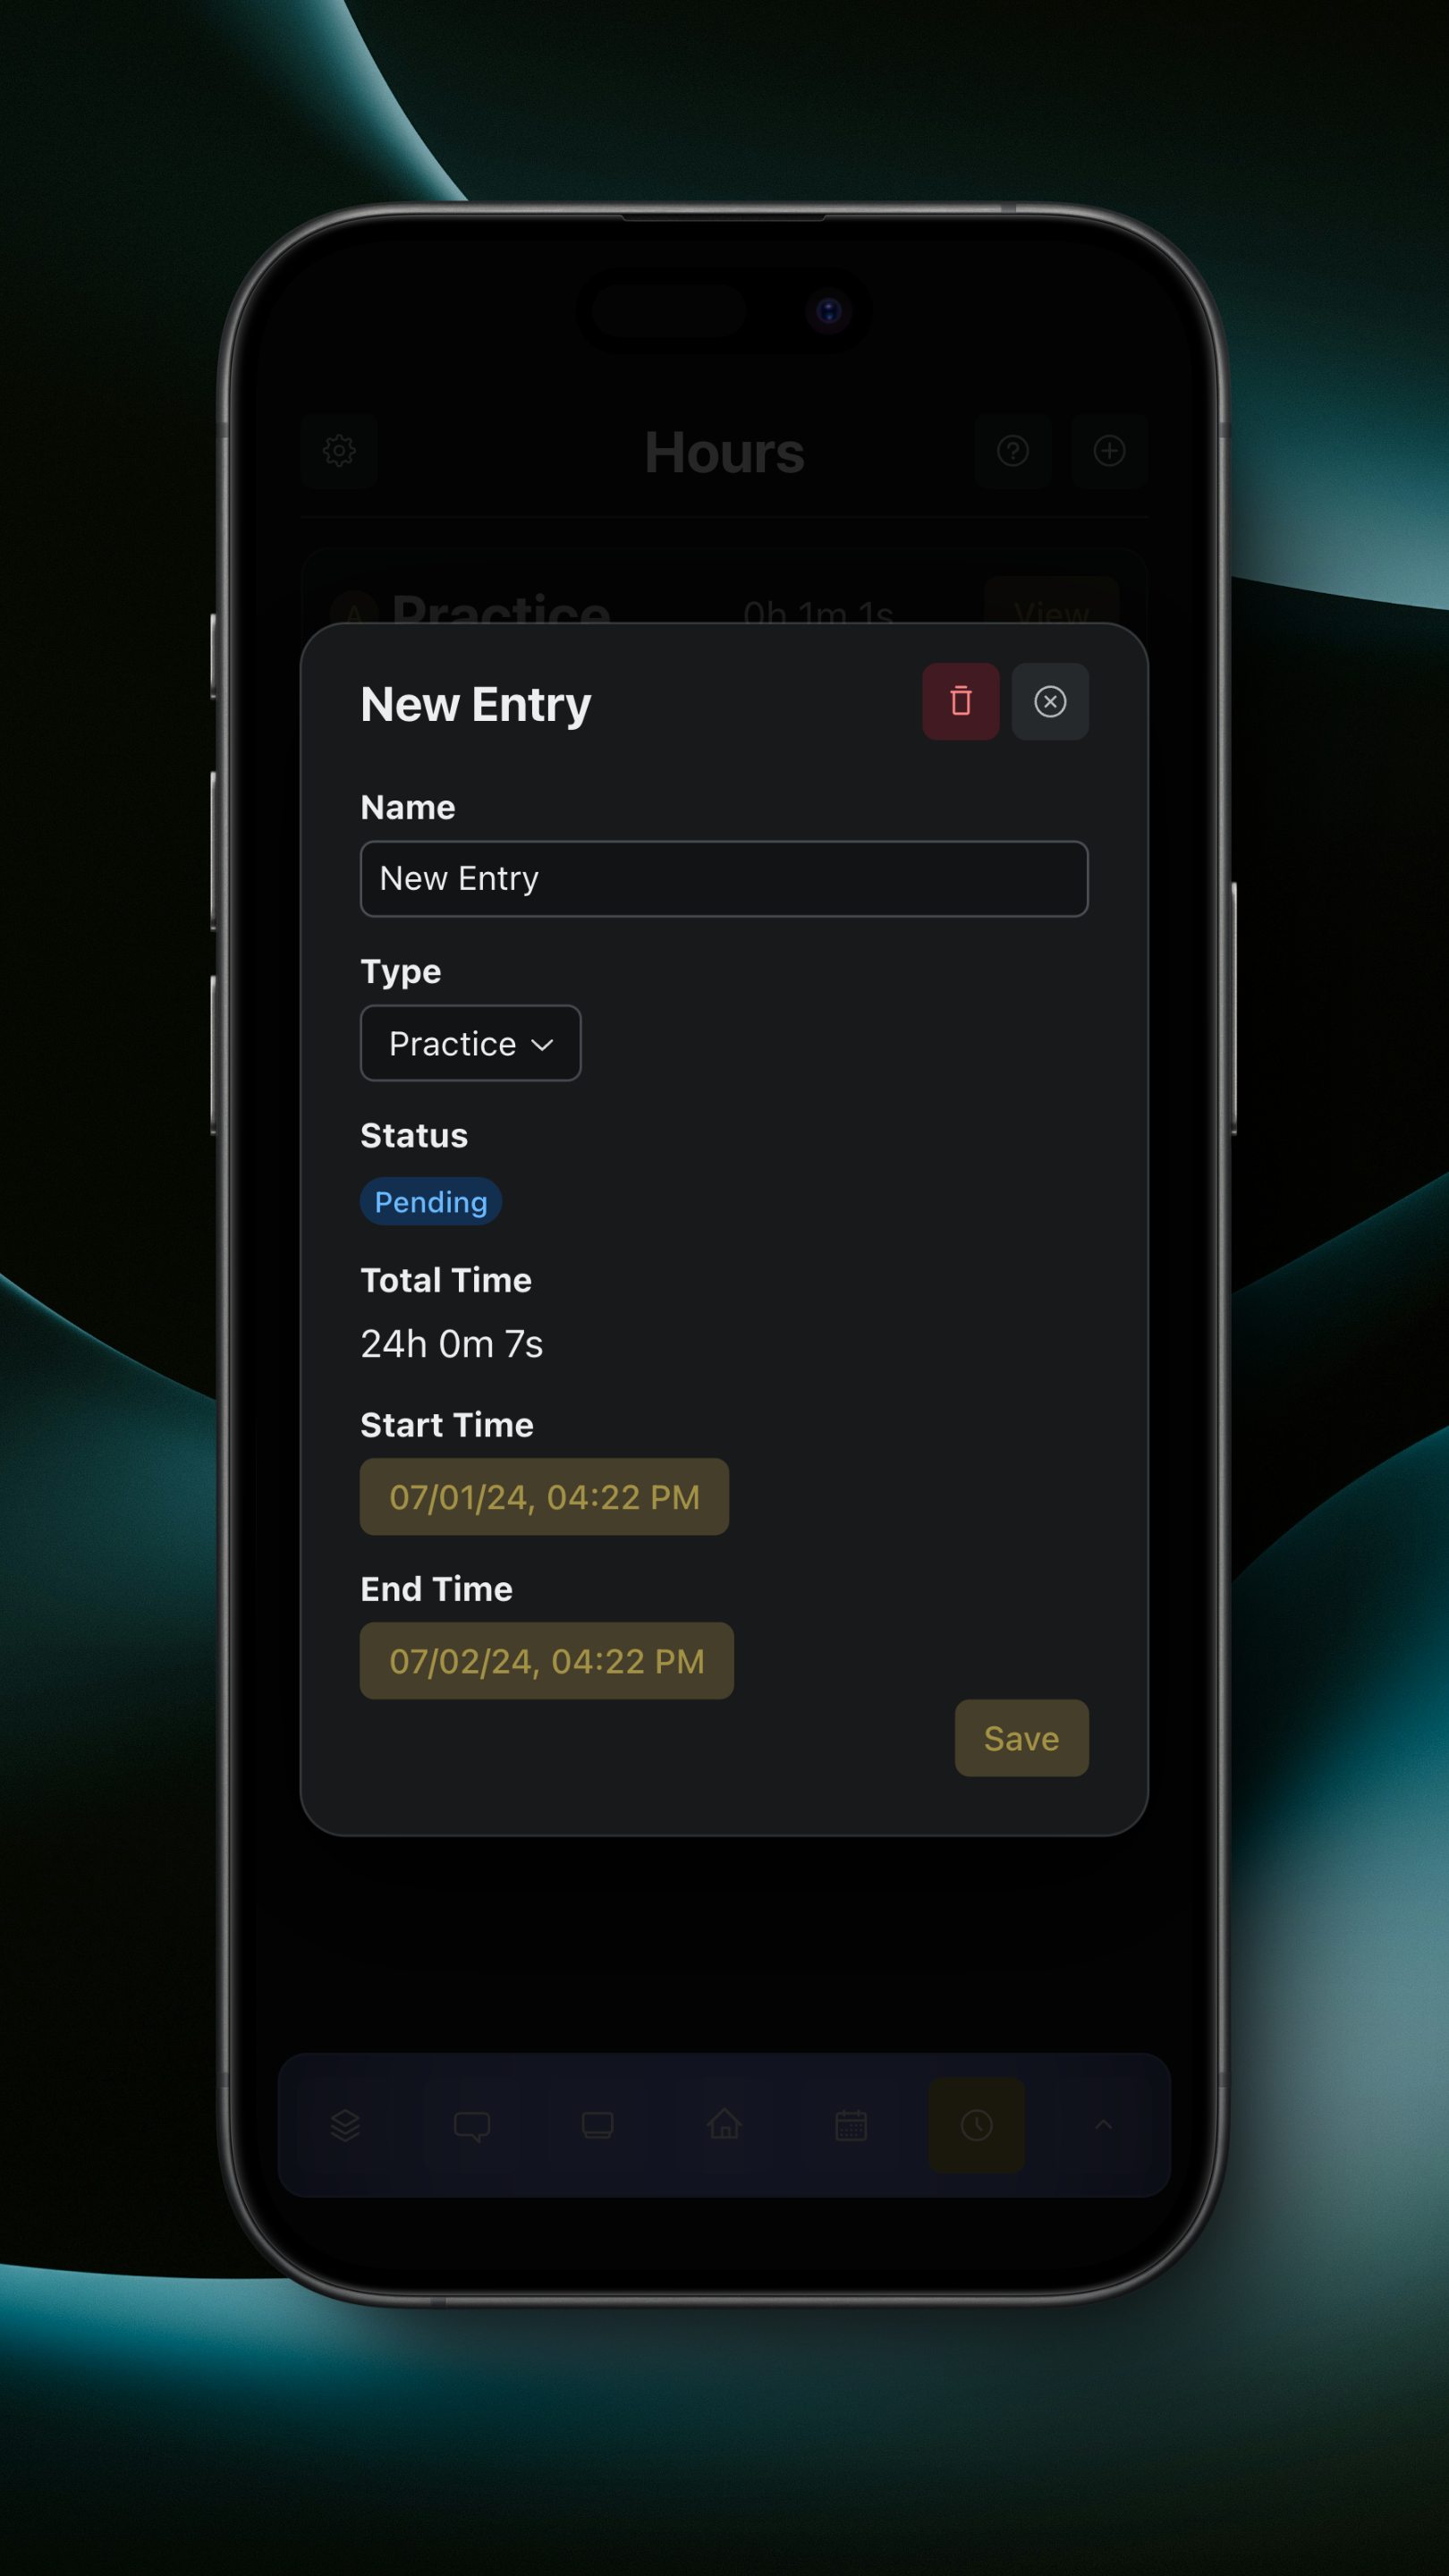 Hours
A Practice 0h 1m 1s View
New Entry
Name
New Entry
Type
Practice
Status
Pending
Total Time
24h 0m 7s
Start Time
07/01/24, 04:22 PM
End Time
07/02/24, 04:22 PM
Save